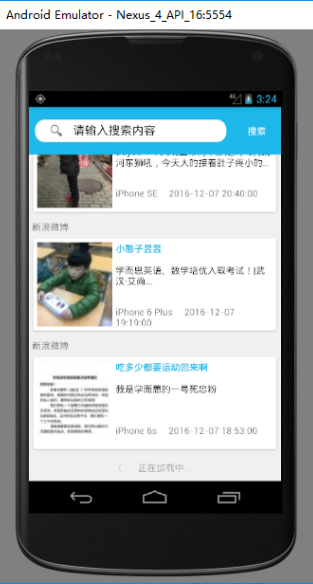 Android Emulator - Nexus_4_API_16:5554
4G 3:24
请输入搜索内容 搜索
河东狮吼，今天大的接着肚子疼小的...
iPhone SE 2016-12-07 20:40:00
新浪微博
小憨子昱昱
学而思英语、数学培优入取考试！|武
汉·艾尚...
iPhone 6 Plus 2016-12-07
19:19:00
新浪微博
吃多少都要运动回来啊
我是学而思的一号死忠粉
iPhone 6s 2016-12-07 18:53:00
正在加载中...